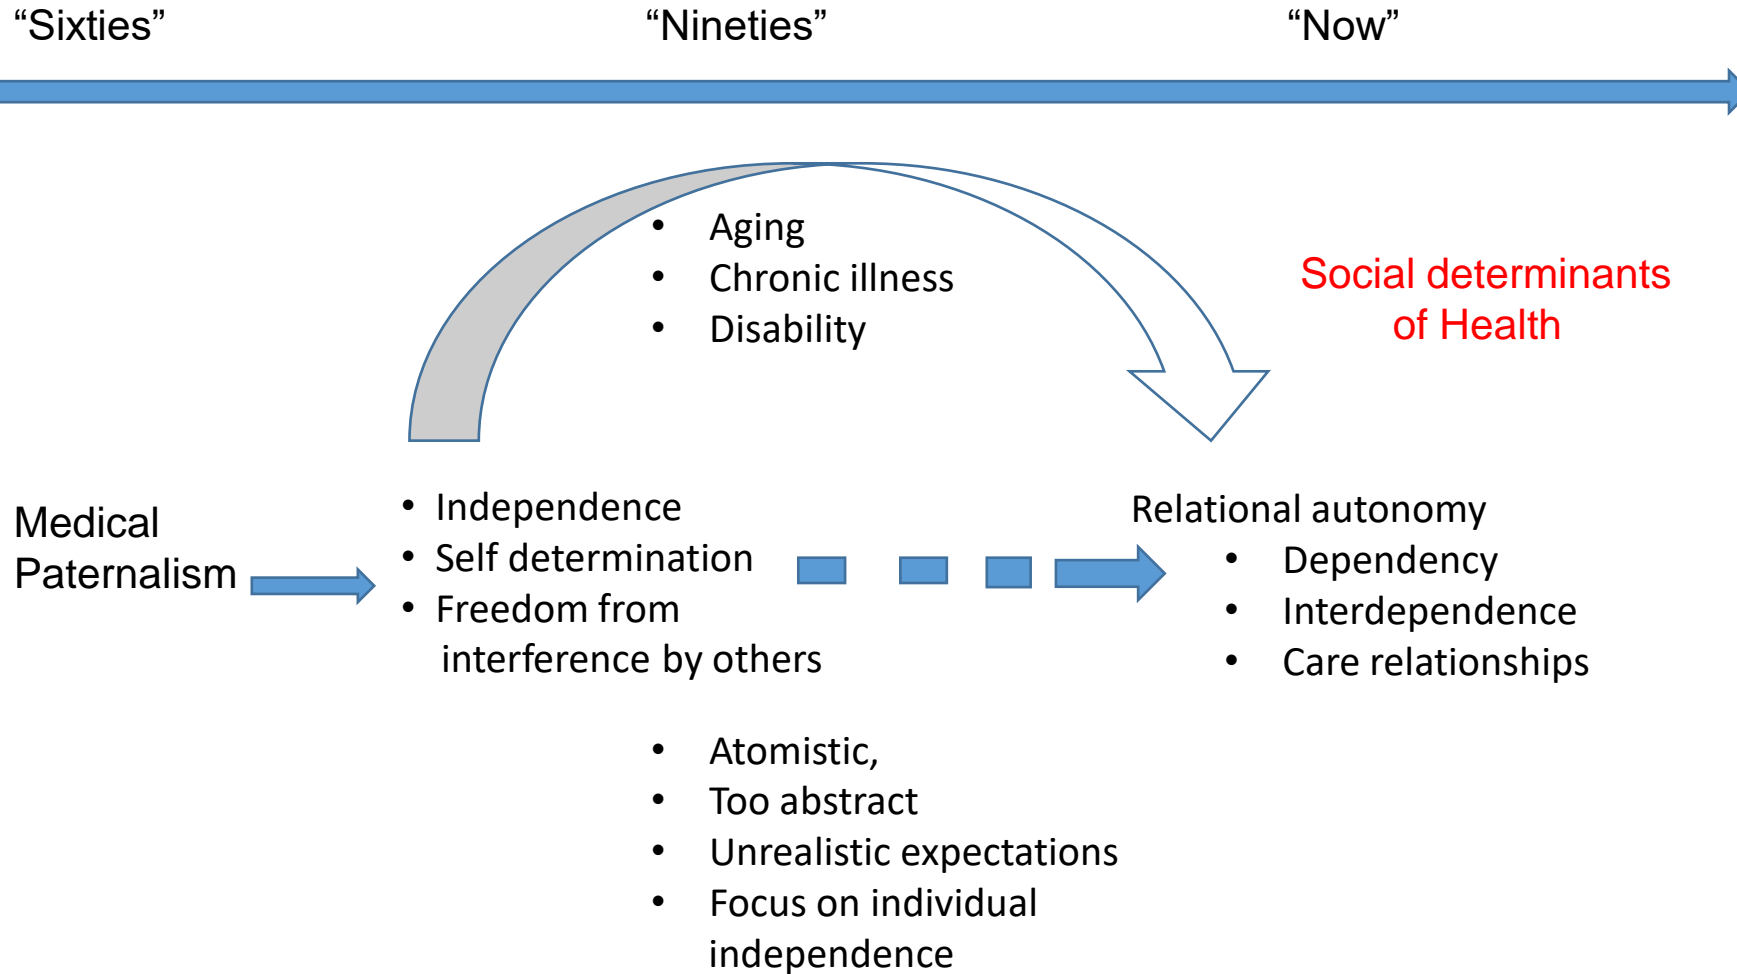 “Sixties”
“Nineties”
“Now”
• Aging
• Chronic illness
• Disability
Social determinants
of Health
Medical
Paternalism
• Independence
• Self determination
• Freedom from
interference by others
Relational autonomy
• Dependency
• Interdependence
• Care relationships
• Atomistic,
• Too abstract
• Unrealistic expectations
• Focus on individual
independence